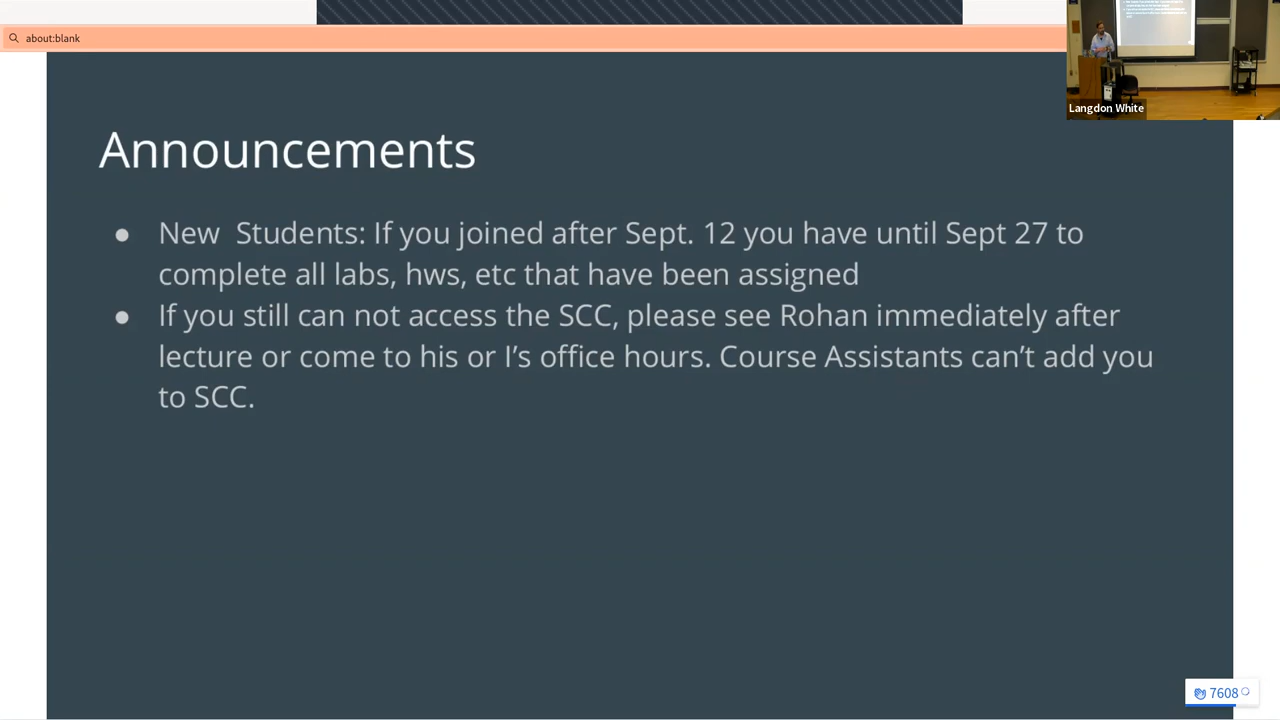 about:blank
Langdon White
Announcements
● New  Students: If you joined after Sept. 12 you have until Sept 27 to
complete all labs, hws, etc that have been assigned
● If you still can not access the SCC, please see Rohan immediately after
lecture or come to his or I’s office hours. Course Assistants can’t add you
to SCC.
7608